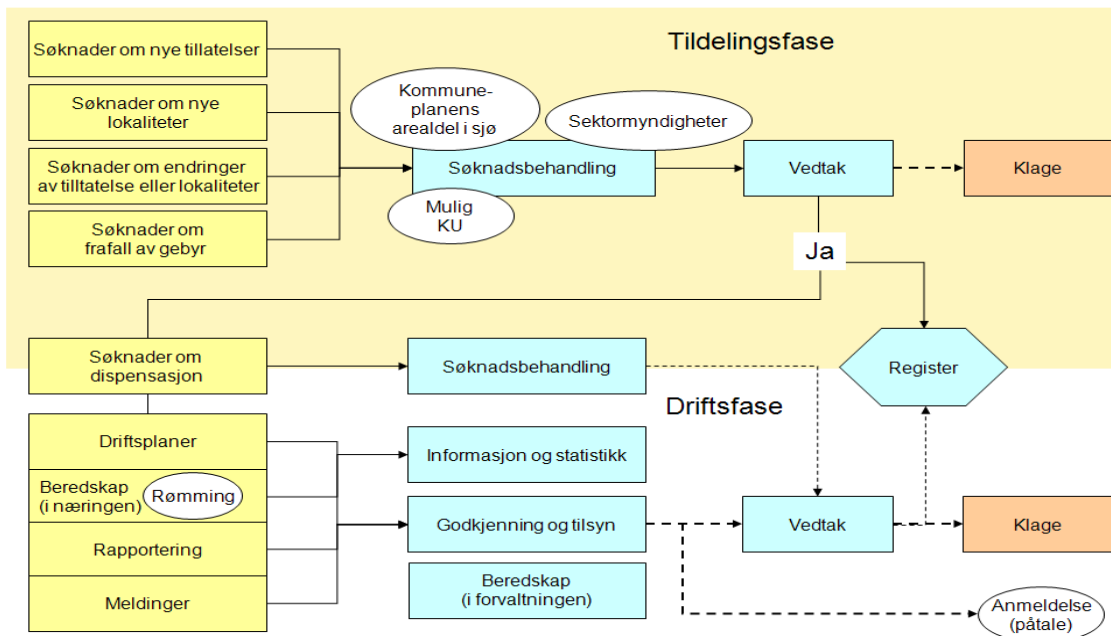 Tildelingsfase
Søknader om nye tillatelser
Søknader om nye
lokaliteter
Søknader om endringer
av tilltatelse eller lokaliteter
Søknader om
frafall av gebyr
Kommune-
planens
arealdel i sjø
Sektormyndigheter
Søknadsbehandling
Mulig
KU
Vedtak
Klage
Ja
Søknader om
dispensasjon
Søknadsbehandling
Register
Driftsfase
Driftsplaner
Beredskap
(i næringen)
Rømming
Rapportering
Meldinger
Informasjon og statistikk
Godkjenning og tilsyn
Beredskap
(i forvaltningen)
Vedtak
Klage
Anmeldelse
(påtale)